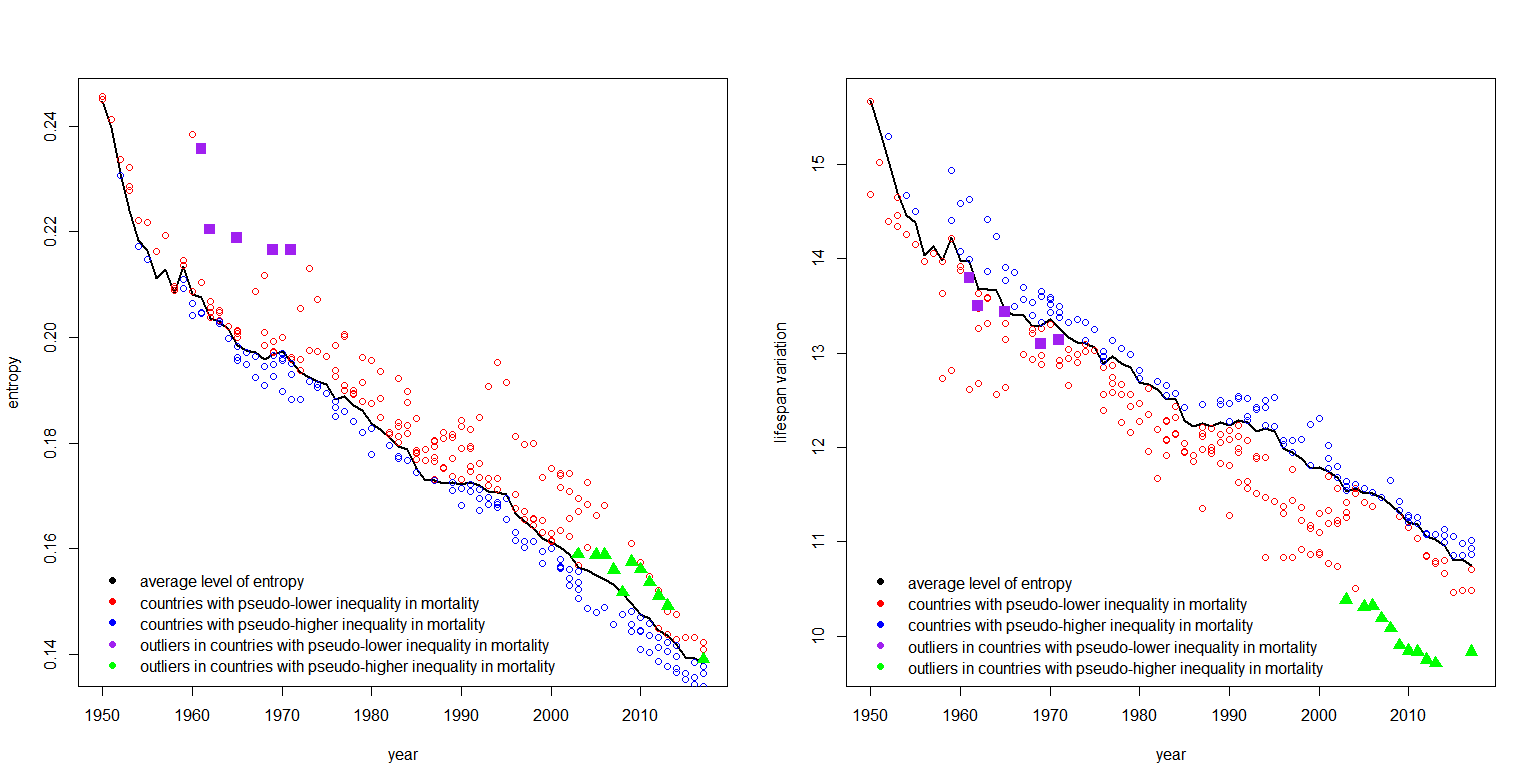 entropy
0.24
0.22
0.20
0.18
0.16
0.14
average level of entropy
countries with pseudo-lower inequality in mortality
countries with pseudo-higher inequality in mortality
outliers in countries with pseudo-lower inequality in mortality
outliers in countries with pseudo-higher inequality in mortality
1950 1960 1970 1980 1990 2000 2010
year
lifespan variation
15
14
13
12
11
10
average level of entropy
countries with pseudo-lower inequality in mortality
countries with pseudo-higher inequality in mortality
outliers in countries with pseudo-lower inequality in mortality
outliers in countries with pseudo-higher inequality in mortality
1950 1960 1970 1980 1990 2000 2010
year